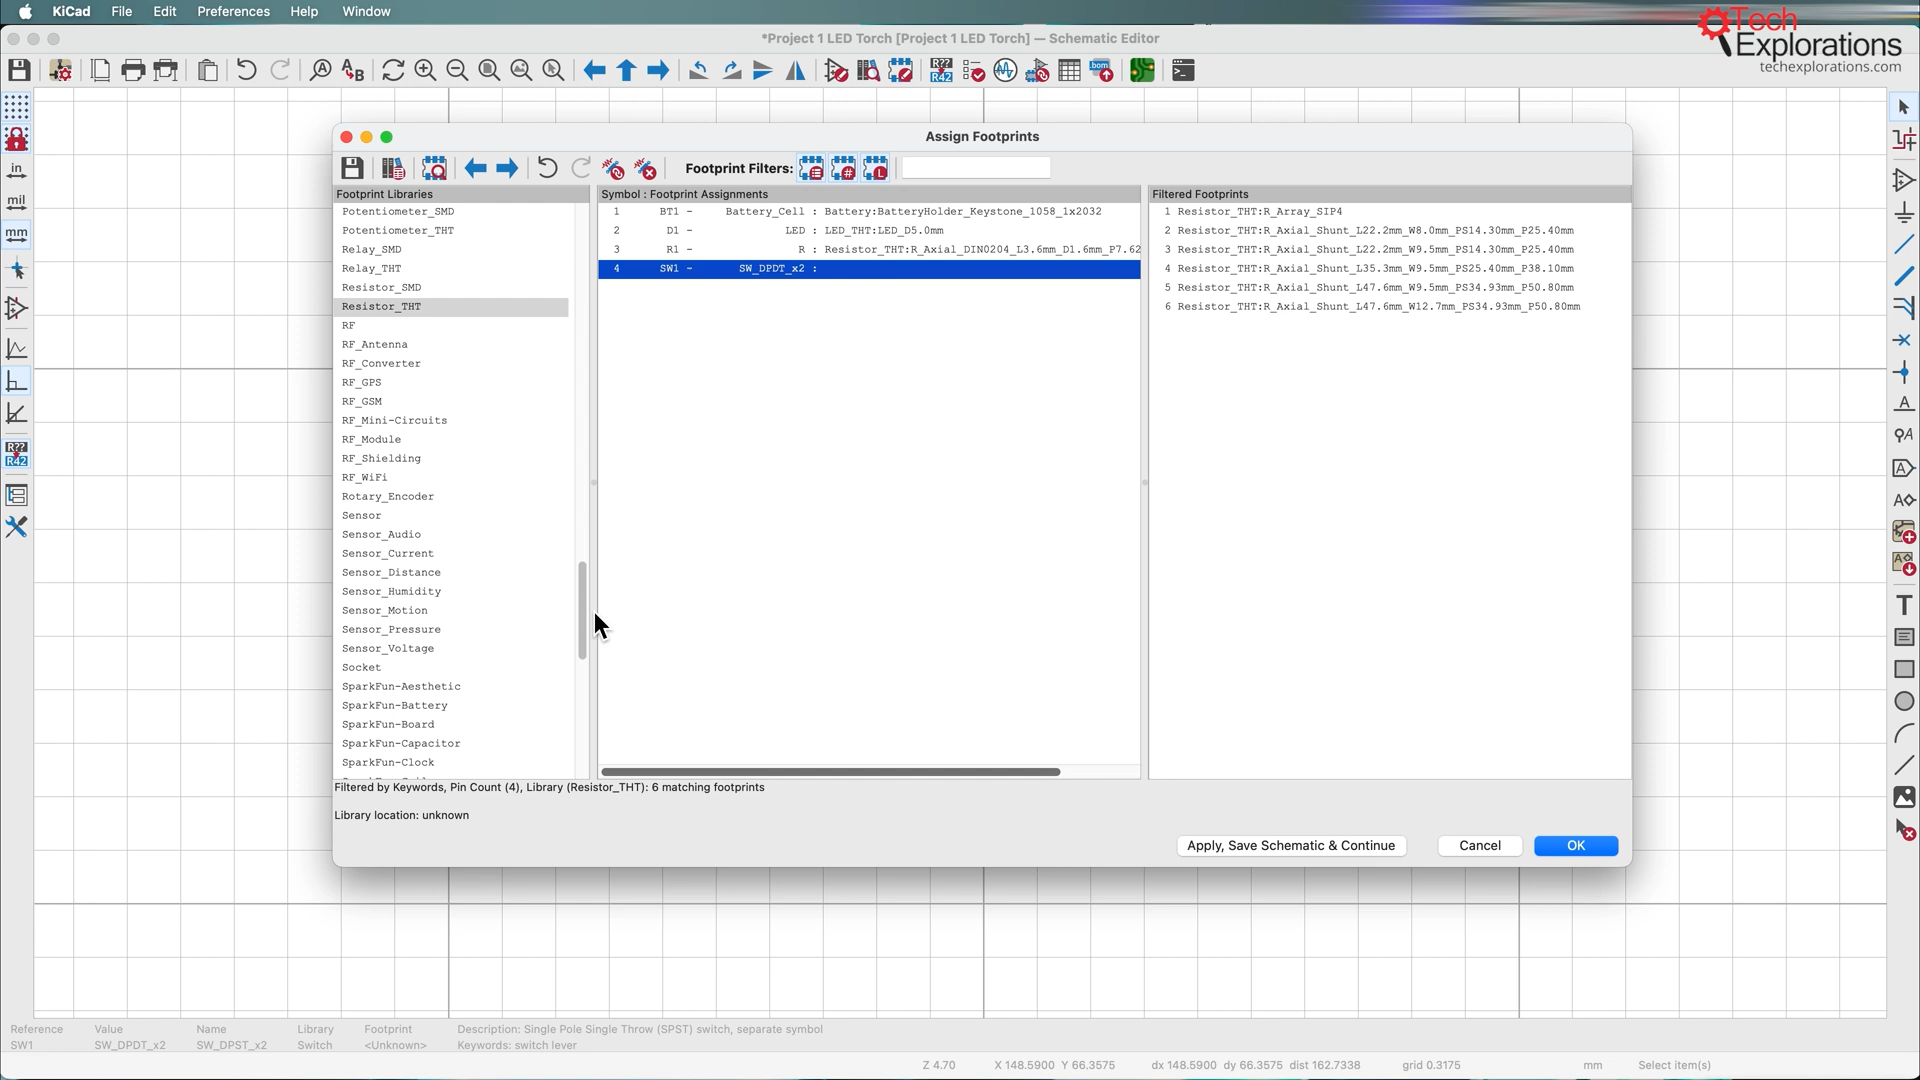 KiCad File Edit Preferences Help Window
Tech
Explorations
techexplorations.com
*Project 1 LED Torch [Project 1 LED Torch] — Schematic Editor
in
mil
mm
Assign Footprints
Footprint Filters:
Footprint Libraries
Potentiometer_SMD
Potentiometer_THT
Relay_SMD
Relay_THT
Resistor_SMD
Resistor_THT
RF
RF_Antenna
RF_Converter
RF_GPS
RF_GSM
RF_Mini-Circuits
RF_Module
RF_Shielding
RF_WiFi
Rotary_Encoder
Sensor
Sensor_Audio
Sensor_Current
Sensor_Distance
Sensor_Humidity
Sensor_Motion
Sensor_Pressure
Sensor_Voltage
Socket
SparkFun-Aesthetic
SparkFun-Battery
SparkFun-Board
SparkFun-Capacitor
SparkFun-Clock
Symbol : Footprint Assignments
1 BT1 - Battery_Cell : Battery:BatteryHolder_Keystone_1058_1x2032
2 D1 - LED : LED_THT:LED_D5.0mm
3 R1 - R : Resistor_THT:R_Axial_DIN0204_L3.6mm_D1.6mm_P7.62
4 SW1 - SW_DPDT_x2 :
Filtered Footprints
1 Resistor_THT:R_Array_SIP4
2 Resistor_THT:R_Axial_Shunt_L22.2mm_W8.0mm_PS14.30mm_P25.40mm
3 Resistor_THT:R_Axial_Shunt_L22.2mm_W9.5mm_PS14.30mm_P25.40mm
4 Resistor_THT:R_Axial_Shunt_L35.3mm_W9.5mm_PS25.40mm_P38.10mm
5 Resistor_THT:R_Axial_Shunt_L47.6mm_W9.5mm_PS34.93mm_P50.80mm
6 Resistor_THT:R_Axial_Shunt_L47.6mm_W12.7mm_PS34.93mm_P50.80mm
Filtered by Keywords, Pin Count (4), Library (Resistor_THT): 6 matching footprints
Library location: unknown
Apply, Save Schematic & Continue Cancel OK
Reference Value Name Library Footprint Description: Single Pole Single Throw (SPST) switch, separate symbol
SW1 SW_DPDT_x2 SW_DPST_x2 Switch <Unknown> Keywords: switch lever
Z 4.70 X 148.5900 Y 66.3575 dx 148.5900 dy 66.3575 dist 162.7338 grid 0.3175 mm Select item(s)